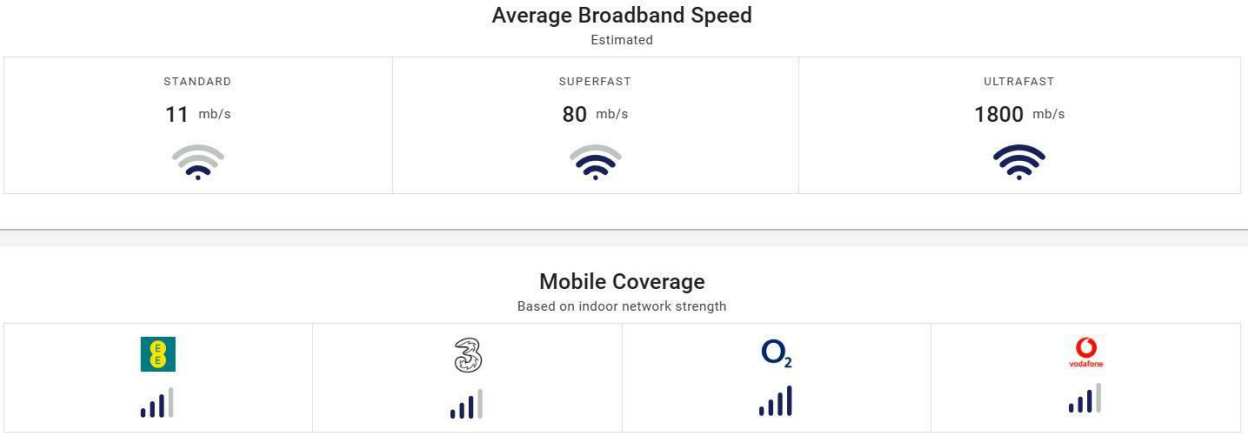 Average Broadband Speed
Estimated
STANDARD
11 mb/s
SUPERFAST
80 mb/s
ULTRAFAST
1800 mb/s
Mobile Coverage
Based on indoor network strength
E
E
3
O2
vodafone